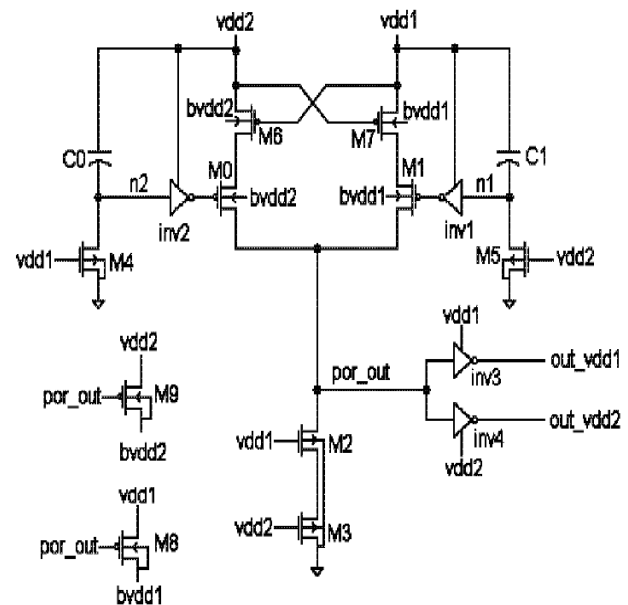 vdd2 vdd1
bvdd2 bvdd1
M6 M7
C0 M0 M1 C1
n2 n1
bvdd2 bvdd1
inv2 inv1
vdd1 M4 M5 vdd2
vdd1
vdd2 out_vdd1
por_out inv3
por_out M9 out_vdd2
vdd1 M2 inv4
bvdd2 vdd2
vdd1
vdd2 M3
por_out M8
bvdd1